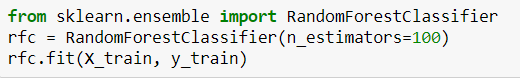 from sklearn.ensemble import RandomForestClassifier
rfc = RandomForestClassifier(n_estimators=100)
rfc.fit(X_train, y_train)